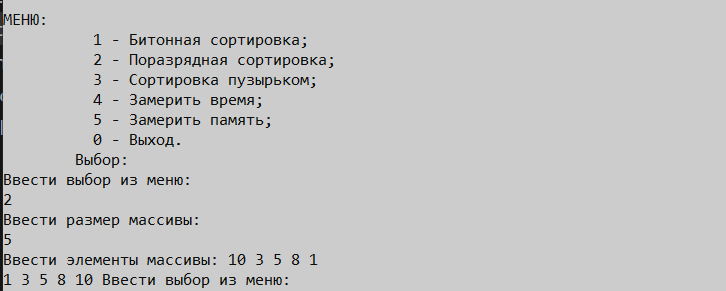 МЕНЮ:
1 - Битонная сортировка;
2 - Поразрядная сортировка;
3 - Сортировка пузырьком;
4 - Замерить время;
5 - Замерить память;
0 - Выход.
Выбор:
Ввести выбор из меню:
2
Ввести размер массивы:
5
Ввести элементы массивы: 10 3 5 8 1
1 3 5 8 10 Ввести выбор из меню: